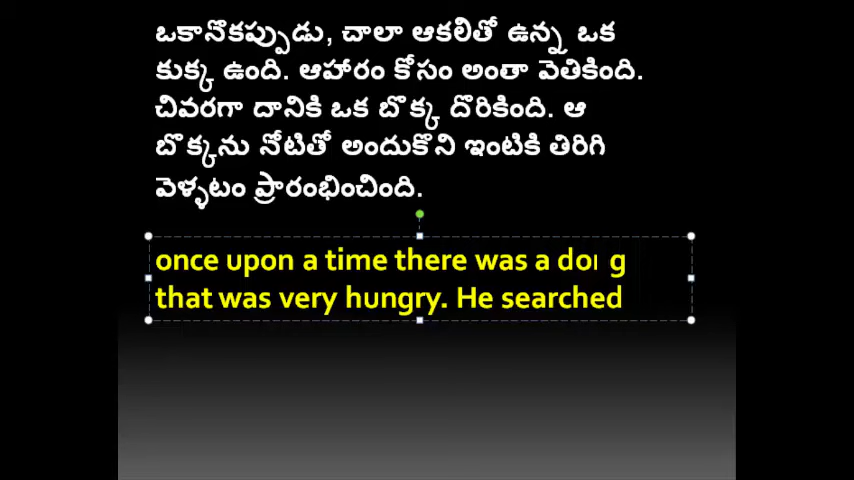 ఒకానొకప్పుడు, చాలా ఆకలితో ఉన్న ఒక
కుక్క ఉంది. ఆహారం కోసం అంతా వెతికింది.
చివరగా దానికి ఒక బొక్క దొరికింది. ఆ
బొక్కను నోటితో అందుకొని ఇంటికి తిరిగి
వెళ్ళటం ప్రారంభించింది.
once upon a time there was a dog
that was very hungry. He searched